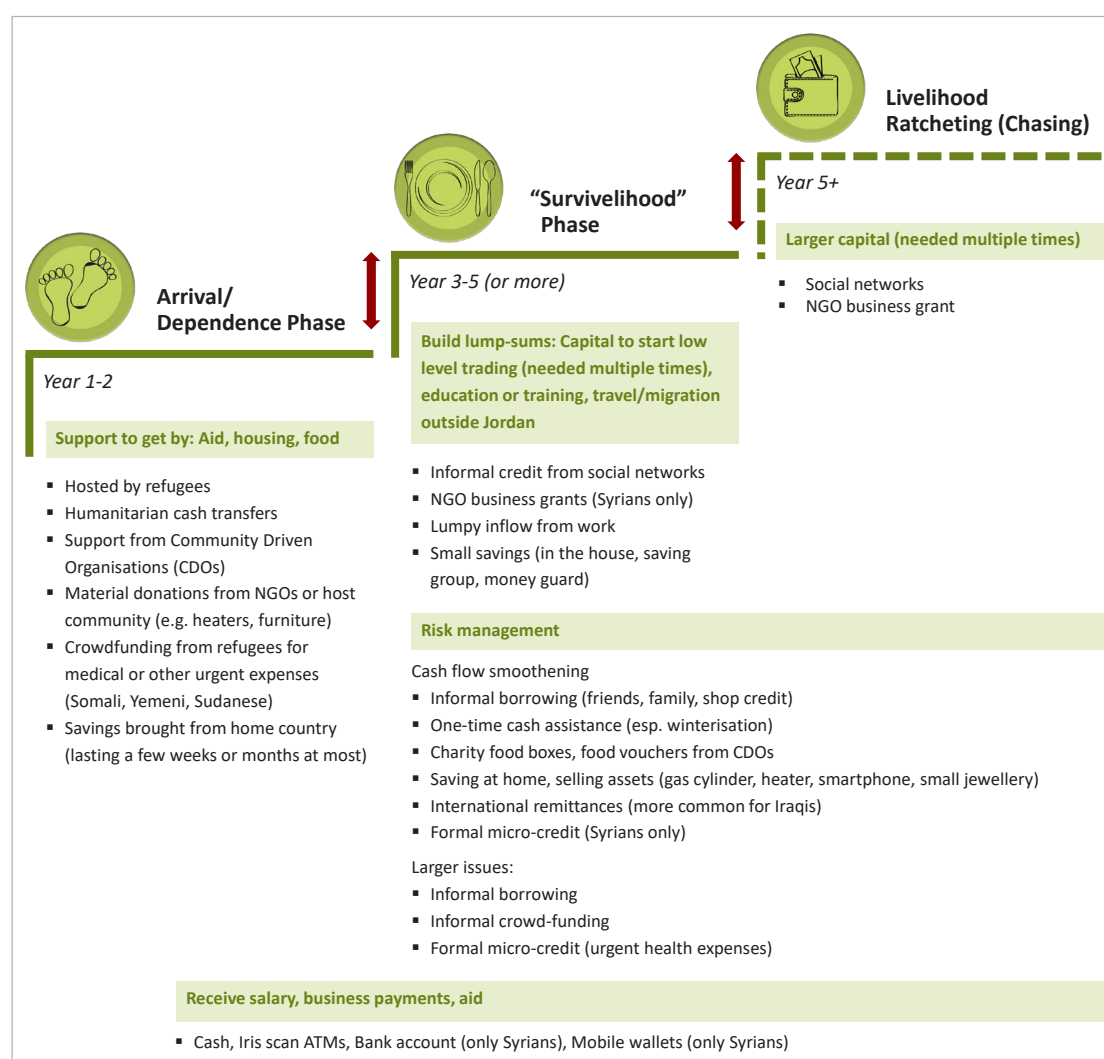 Arrival/
Dependence Phase
Year 1-2
Support to get by: Aid, housing, food
▪ Hosted by refugees
▪ Humanitarian cash transfers
▪ Support from Community Driven
Organisations (CDOs)
▪ Material donations from NGOs or host
community (e.g. heaters, furniture)
▪ Crowdfunding from refugees for
medical or other urgent expenses
(Somali, Yemeni, Sudanese)
▪ Savings brought from home country
(lasting a few weeks or months at most)
“Survivelihood”
Phase
Year 3-5 (or more)
Build lump-sums: Capital to start low
level trading (needed multiple times),
education or training, travel/migration
outside Jordan
▪ Informal credit from social networks
▪ NGO business grants (Syrians only)
▪ Lumpy inflow from work
▪ Small savings (in the house, saving
group, money guard)
Livelihood
Ratcheting (Chasing)
Year 5+
Larger capital (needed multiple times)
▪ Social networks
▪ NGO business grant
Risk management
Cash flow smoothening
▪ Informal borrowing (friends, family, shop credit)
▪ One-time cash assistance (esp. winterisation)
▪ Charity food boxes, food vouchers from CDOs
▪ Saving at home, selling assets (gas cylinder, heater, smartphone, small jewellery)
▪ International remittances (more common for Iraqis)
▪ Formal micro-credit (Syrians only)
Larger issues:
▪ Informal borrowing
▪ Informal crowd-funding
▪ Formal micro-credit (urgent health expenses)
Receive salary, business payments, aid
▪ Cash, Iris scan ATMs, Bank account (only Syrians), Mobile wallets (only Syrians)